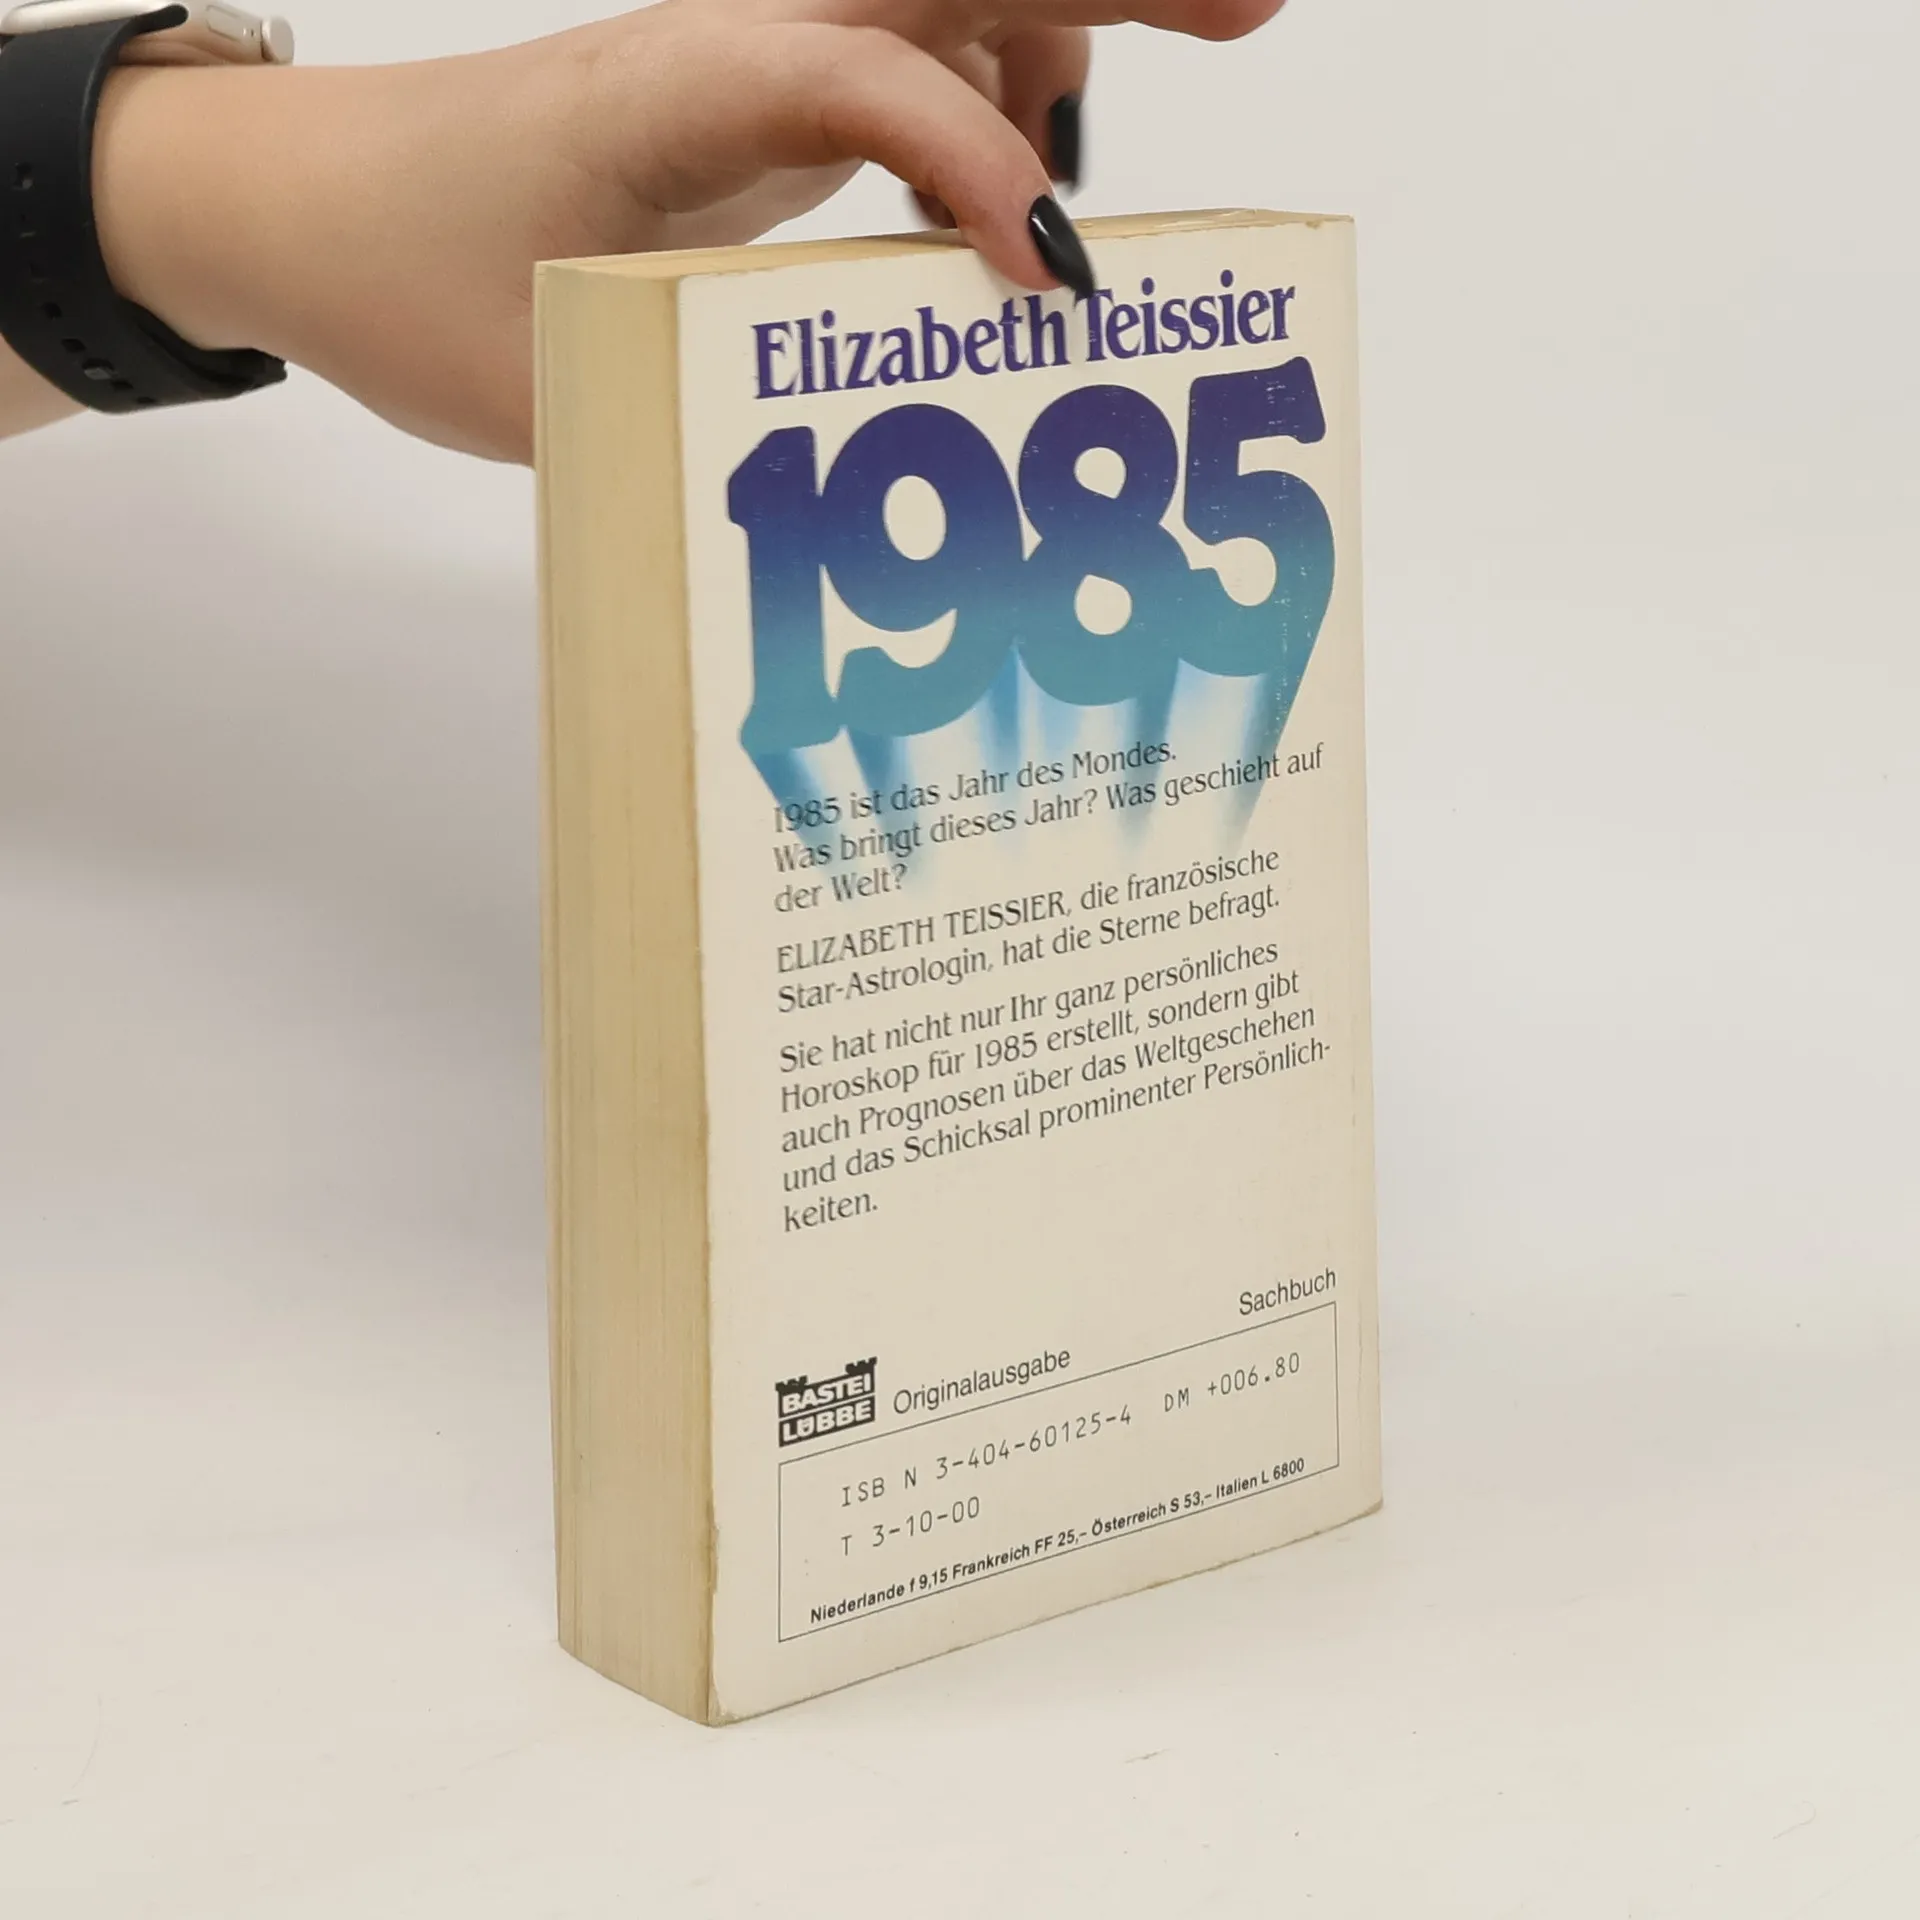 Elizabeth Teissier
1985
1985 ist das Jahr des Mondes.
Was bringt dieses Jahr? Was geschieht auf
der Welt?
ELIZABETH TEISSIER, die französische
Star-Astrologin, hat die Sterne befragt.
Sie hat nicht nur Ihr ganz persönliches
Horoskop für 1985 erstellt, sondern gibt
auch Prognosen über das Weltgeschehen
und das Schicksal prominenter Persönlich-
keiten.
Sachbuch
BASTEI
LÜBBE
Originalausgabe
ISB N 3-404-60125-4 DM +006.80
T 3-10-00
Niederlande f 9,15 Frankreich FF 25,– Österreich S 53,– Italien L 6800